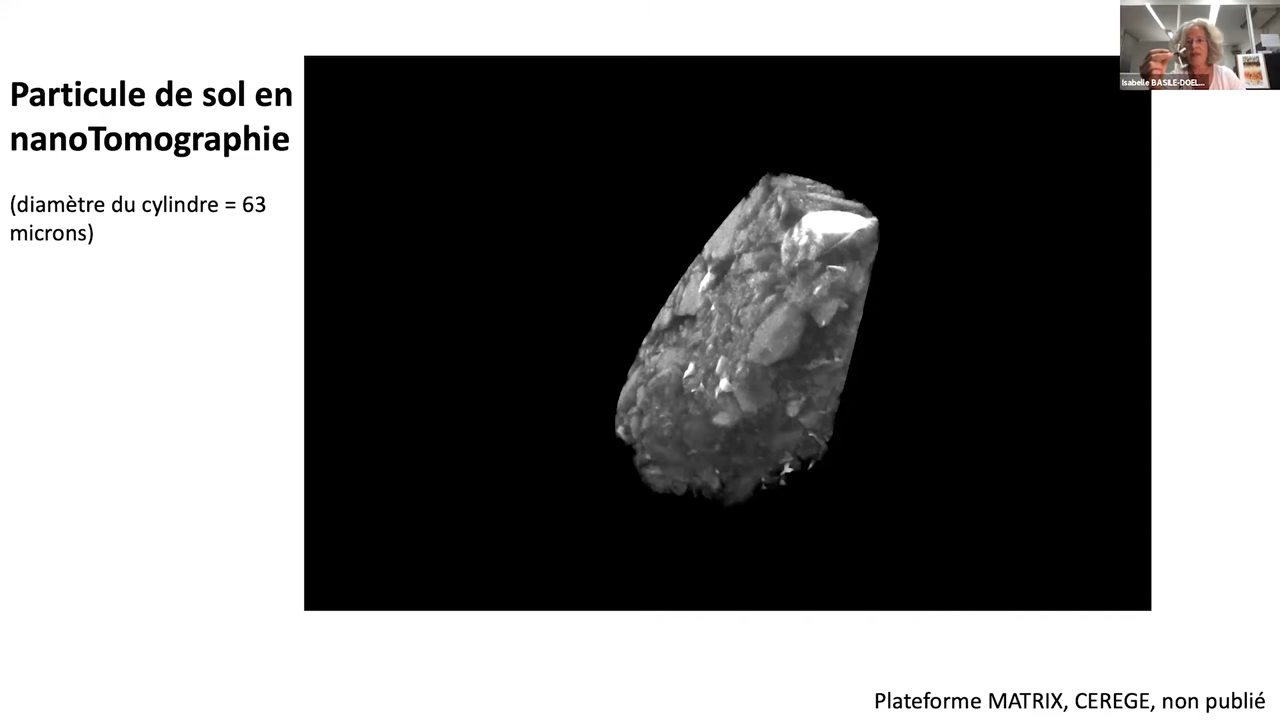 Particule de sol en
nanoTomographie
(diamètre du cylindre = 63
microns)
Isabelle BASILE-DOEL...
Plateforme MATRIX, CEREGE, non publié